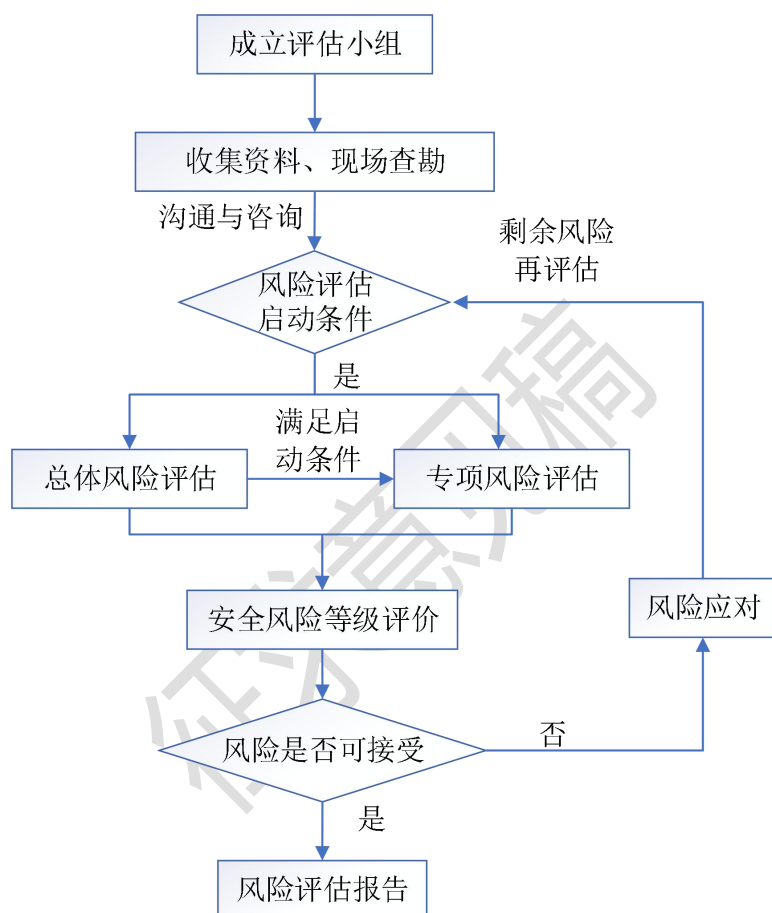 成立评估小组
收集资料、现场查勘
沟通与咨询
剩余风险
再评估
风险评估
启动条件
是
满足启
动条件
总体风险评估
专项风险评估
安全风险等级评价
风险应对
风险是否可接受
否
是
风险评估报告
征求意见稿